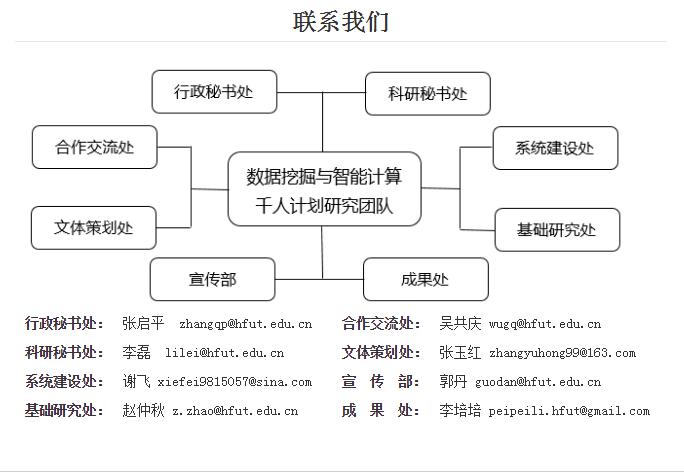 联系我们
行政秘书处
科研秘书处
合作交流处
系统建设处
数据挖掘与智能计算
千人计划研究团队
文体策划处
基础研究处
宣传部
成果处
行政秘书处： 张启平 zhangqp@hfut.edu.cn 合作交流处： 吴共庆 wugq@hfut.edu.cn
科研秘书处： 李磊 lilei@hfut.edu.cn 文体策划处： 张玉红 zhangyuhong99@163.com
系统建设处： 谢飞 xiefei9815057@sina.com 宣 传 部： 郭丹 guodan@hfut.edu.cn
基础研究处： 赵仲秋 z.zhao@hfut.edu.cn 成 果 处： 李培培 peipeili.hfut@gmail.com